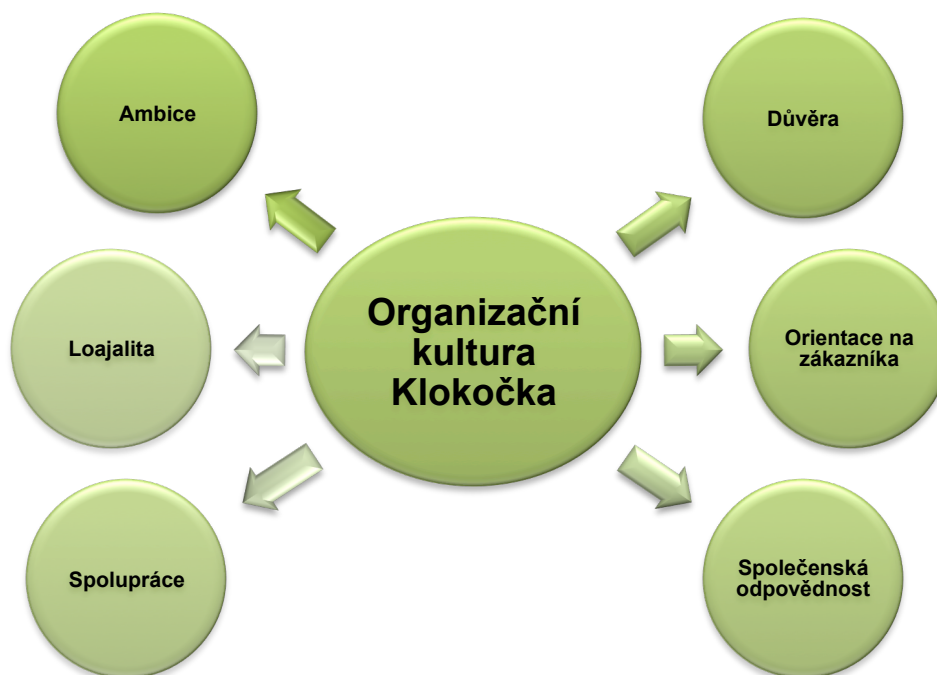 Ambice
Důvěra
Organizační
kultura
Klokočka
Loajalita
Orientace na
zákazníka
Spolupráce
Společenská
odpovědnost